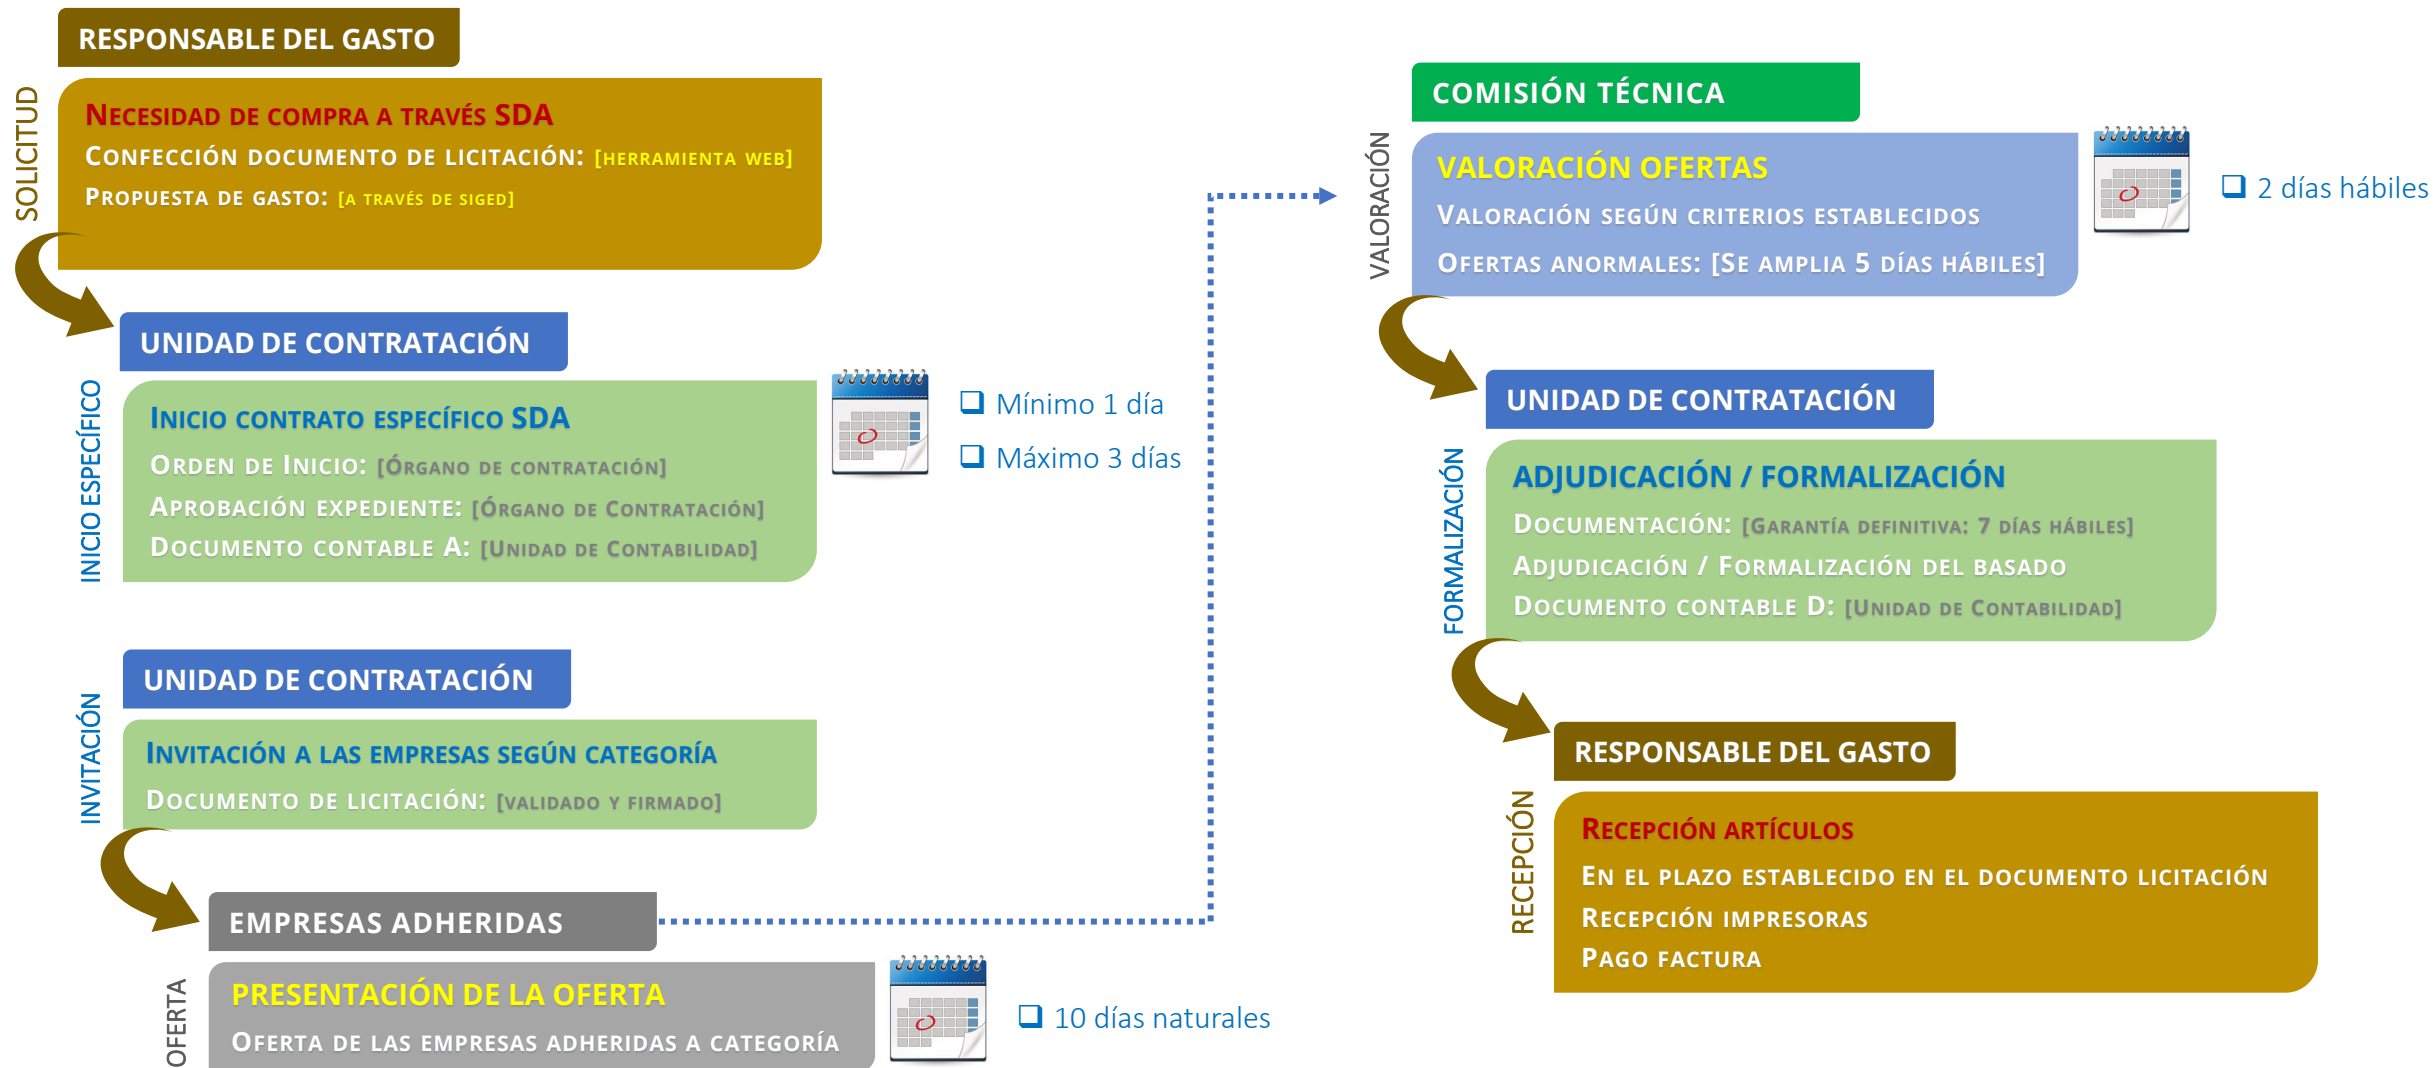 RESPONSABLE DEL GASTO
SOLICITUD
NECESIDAD DE COMPRA A TRAVÉS SDA
CONFECCIÓN DOCUMENTO DE LICITACIÓN: [HERRAMIENTA WEB]
PROPUESTA DE GASTO: [A TRAVÉS DE SIGED]
UNIDAD DE CONTRATACIÓN
INICIO ESPECÍFICO
INICIO CONTRATO ESPECÍFICO SDA
ORDEN DE INICIO: [ÓRGANO DE CONTRATACIÓN]
APROBACIÓN EXPEDIENTE: [ÓRGANO DE CONTRATACIÓN]
DOCUMENTO CONTABLE A: [UNIDAD DE CONTABILIDAD]
Mínimo 1 día
Máximo 3 días
UNIDAD DE CONTRATACIÓN
INVITACIÓN
INVITACIÓN A LAS EMPRESAS SEGÚN CATEGORÍA
DOCUMENTO DE LICITACIÓN: [VALIDADO Y FIRMADO]
EMPRESAS ADHERIDAS
OFERTA
PRESENTACIÓN DE LA OFERTA
OFERTA DE LAS EMPRESAS ADHERIDAS A CATEGORÍA
10 días naturales
COMISIÓN TÉCNICA
VALORACIÓN
VALORACIÓN OFERTAS
VALORACIÓN SEGÚN CRITERIOS ESTABLECIDOS
OFERTAS ANORMALES: [SE AMPLIA 5 DÍAS HÁBILES]
2 días hábiles
UNIDAD DE CONTRATACIÓN
FORMALIZACIÓN
ADJUDICACIÓN / FORMALIZACIÓN
DOCUMENTACIÓN: [GARANTÍA DEFINITIVA: 7 DÍAS HÁBILES]
ADJUDICACIÓN / FORMALIZACIÓN DEL BASADO
DOCUMENTO CONTABLE D: [UNIDAD DE CONTABILIDAD]
RESPONSABLE DEL GASTO
RECEPCIÓN
RECEPCIÓN ARTÍCULOS
EN EL PLAZO ESTABLECIDO EN EL DOCUMENTO LICITACIÓN
RECEPCIÓN IMPRESORAS
PAGO FACTURA